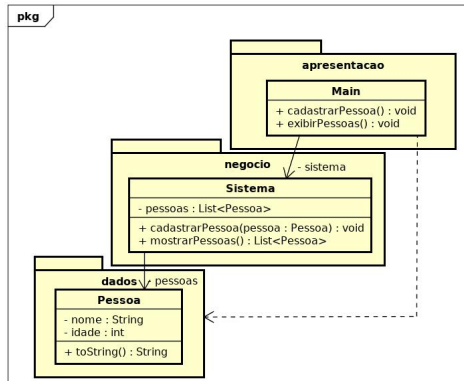 pkg
apresentacao
Main
+ cadastrarPessoa() : void
+ exibirPessoas() : void
- sistema
negocio
Sistema
- pessoas : List<Pessoa>
+ cadastrarPessoa(pessoa : Pessoa) : void
+ mostrarPessoas() : List<Pessoa>
dados
- pessoas
Pessoa
- nome : String
- idade : int
+ toString() : String